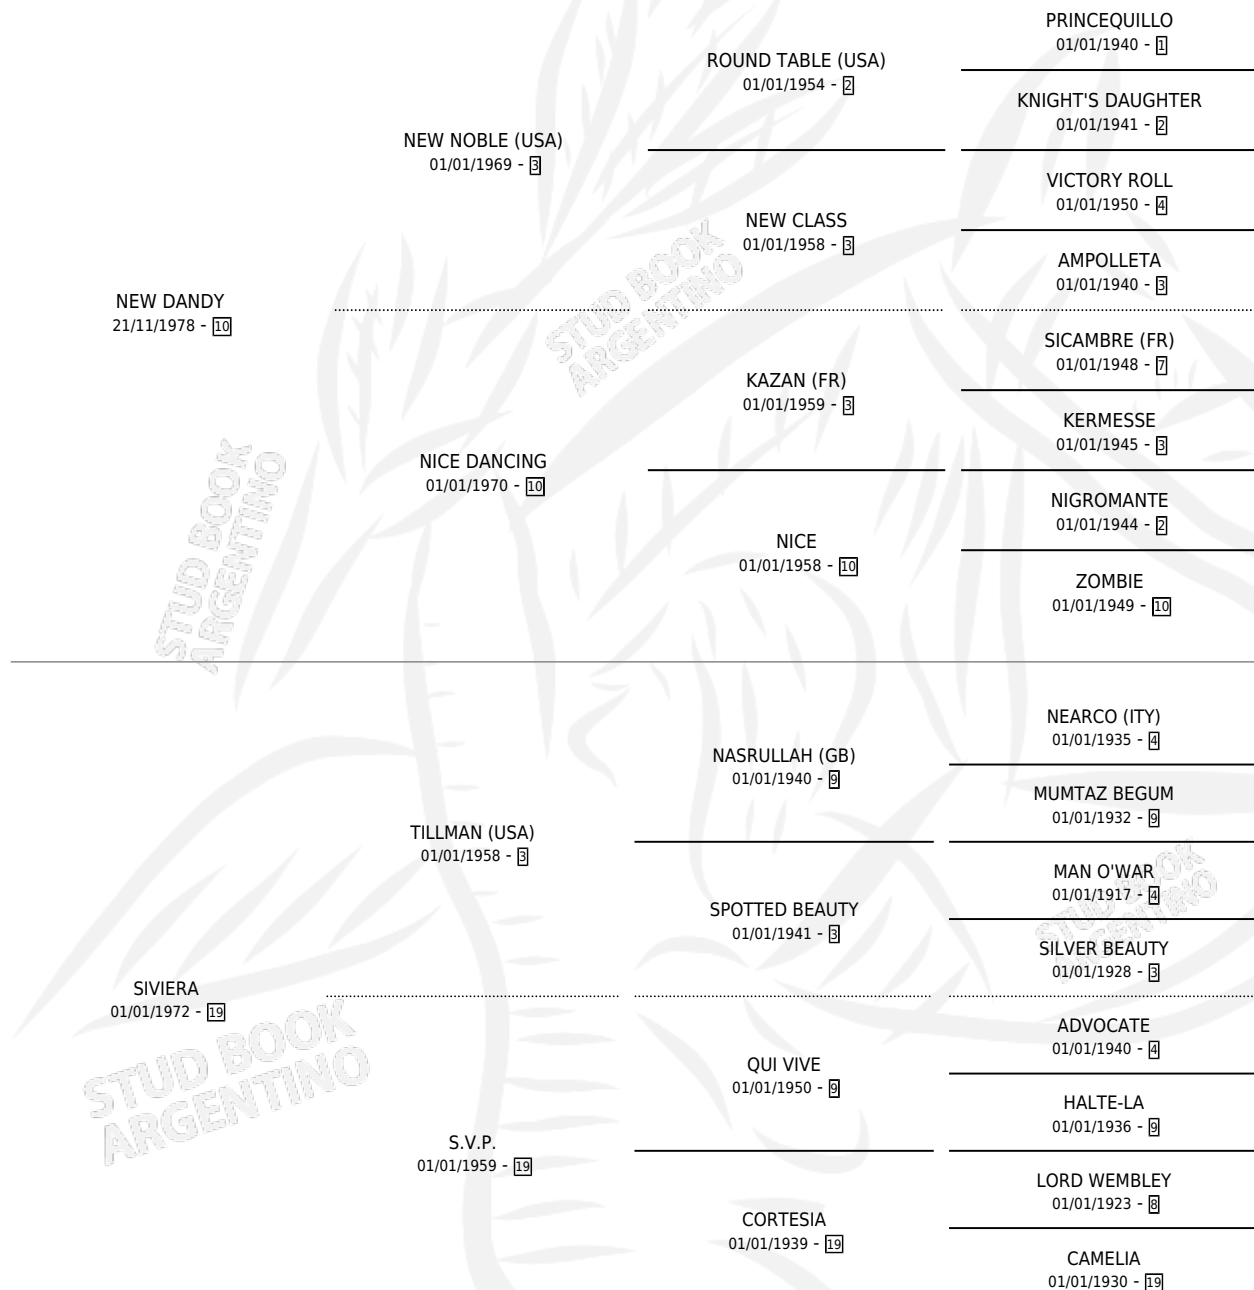 PRINCEQUILLO
01/01/1940 - 1
ROUND TABLE (USA)
01/01/1954 - 2
KNIGHT'S DAUGHTER
01/01/1941 - 2
NEW NOBLE (USA)
01/01/1969 - 3
VICTORY ROLL
01/01/1950 - 4
NEW CLASS
01/01/1958 - 3
AMPOLLETA
01/01/1940 - 3
NEW DANDY
21/11/1978 - 10
STUD BOOK
ARGENTINO
SICAMBRE (FR)
01/01/1948 - 7
KAZAN (FR)
01/01/1959 - 3
KERMESSE
01/01/1945 - 3
NICE DANCING
01/01/1970 - 10
NIGROMANTE
01/01/1944 - 2
NICE
01/01/1958 - 10
ZOMBIE
01/01/1949 - 10
STUD BOOK
ARGENTINO
NEARCO (ITY)
01/01/1935 - 4
NASRULLAH (GB)
01/01/1940 - 9
MUMTAZ BEGUM
01/01/1932 - 9
TILLMAN (USA)
01/01/1958 - 3
MAN O'WAR
01/01/1917 - 4
STUD BOOK
ARGENTINO
SPOTTED BEAUTY
01/01/1941 - 3
SILVER BEAUTY
01/01/1928 - 3
SIVIERA
01/01/1972 - 19
STUD BOOK
ARGENTINO
ADVOCATE
01/01/1940 - 4
QUI VIVE
01/01/1950 - 9
HALTE-LA
01/01/1936 - 9
S.V.P.
01/01/1959 - 19
LORD WEMBLEY
01/01/1923 - 8
CORTESIA
01/01/1939 - 19
CAMELIA
01/01/1930 - 19